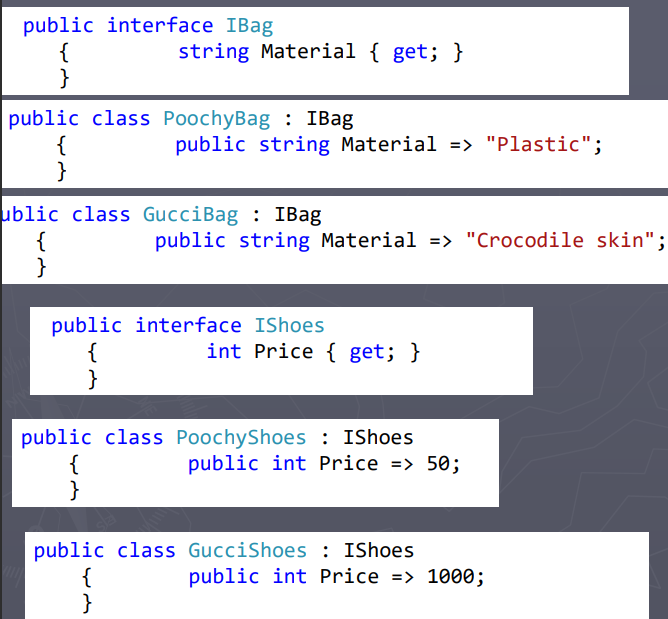 public interface IBag
{ string Material { get; }
}
public class PoochyBag : IBag
{ public string Material => "Plastic";
}
ublic class GucciBag : IBag
{ public string Material => "Crocodile skin";
}
public interface IShoes
{ int Price { get; }
}
public class PoochyShoes : IShoes
{ public int Price => 50;
}
public class GucciShoes : IShoes
{ public int Price => 1000;
}